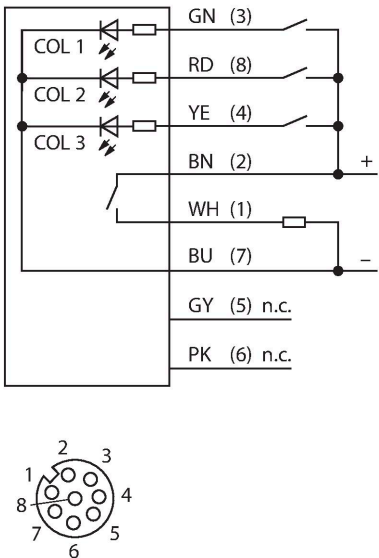 GN (3)
COL 1
RD (8)
COL 2
YE (4)
COL 3
BN (2)
+
WH (1)
BU (7)
–
GY (5) n.c.
PK (6) n.c.
2
3
1
4
8
7
5
6